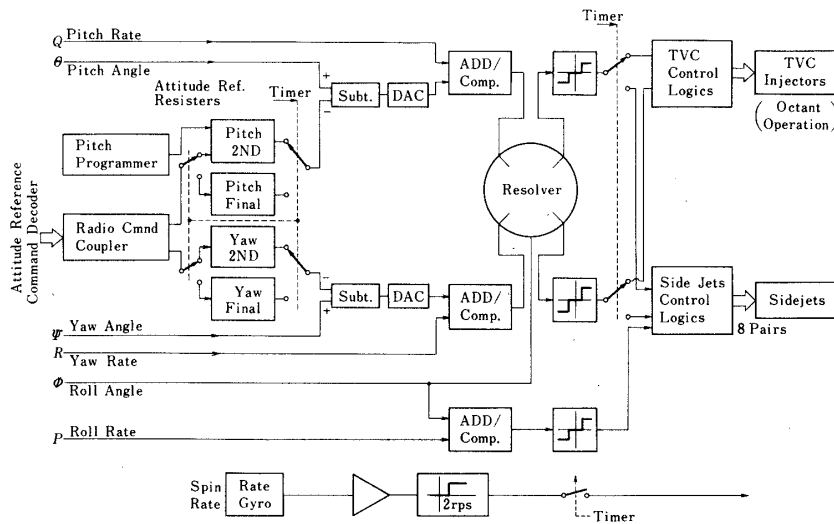 Q Pitch Rate
Θ Pitch Angle
Attitude Ref.
Resisters
Timer
Pitch
Programmer
Pitch
2ND
Pitch
Final
Attitude Reference
Command Decoder
Radio Cmnd
Coupler
Yaw
2ND
Yaw
Final
+
Subt.
−
DAC
ADD/
Comp.
−
Subt.
+
DAC
ADD/
Comp.
Resolver
Timer
TVC
Control
Logics
TVC
Injectors
(Octant
Operation)
Side Jets
Control
Logics
Sidejets
8 Pairs
Ψ Yaw Angle
R Yaw Rate
Φ Roll Angle
P Roll Rate
ADD/
Comp.
Spin
Rate
Rate
Gyro
2rps
Timer